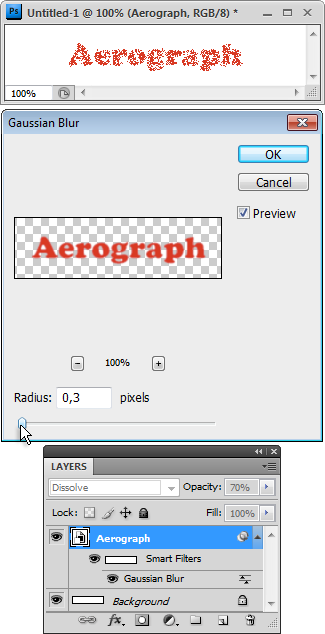 Ps Untitled-1 @ 100% (Aerograph, RGB/8) *
Aerograph
100%
Gaussian Blur
OK
Cancel
Preview
Aerograph
100%
Radius: 0,3 pixels
LAYERS
Dissolve Opacity: 70%
Lock: Fill: 100%
Aerograph
Smart Filters
Gaussian Blur
Background
fx